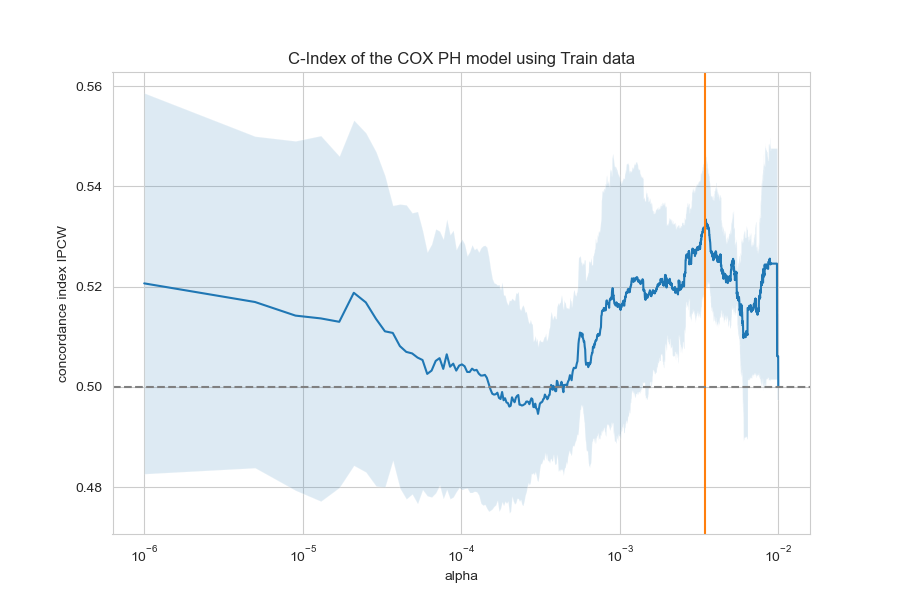 C-Index of the COX PH model using Train data
concordance index IPCW
0.56
0.54
0.52
0.50
0.48
10⁻⁶ 10⁻⁵ 10⁻⁴ 10⁻³ 10⁻²
alpha